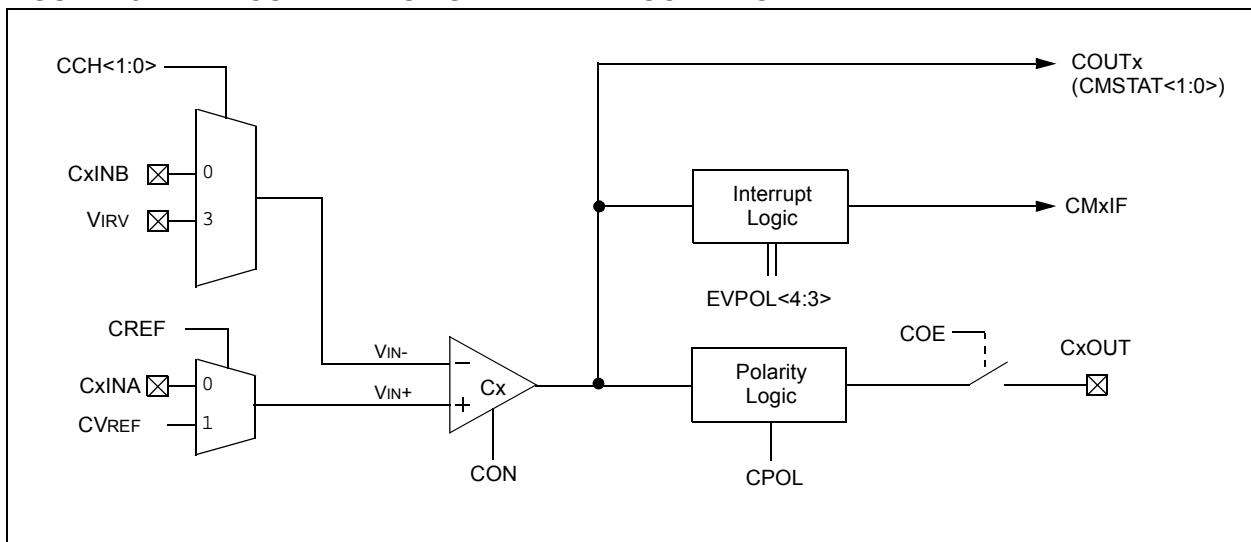 CCH<1:0>
COUTx
(CMSTAT<1:0>)
CxINB
0
VIRV
3
Interrupt
Logic
CMxIF
EVPOL<4:3>
CREF
COE
CxOUT
VIN-
CxINA
0
Cx
Polarity
Logic
VIN+
CVREF
1
CON
CPOL